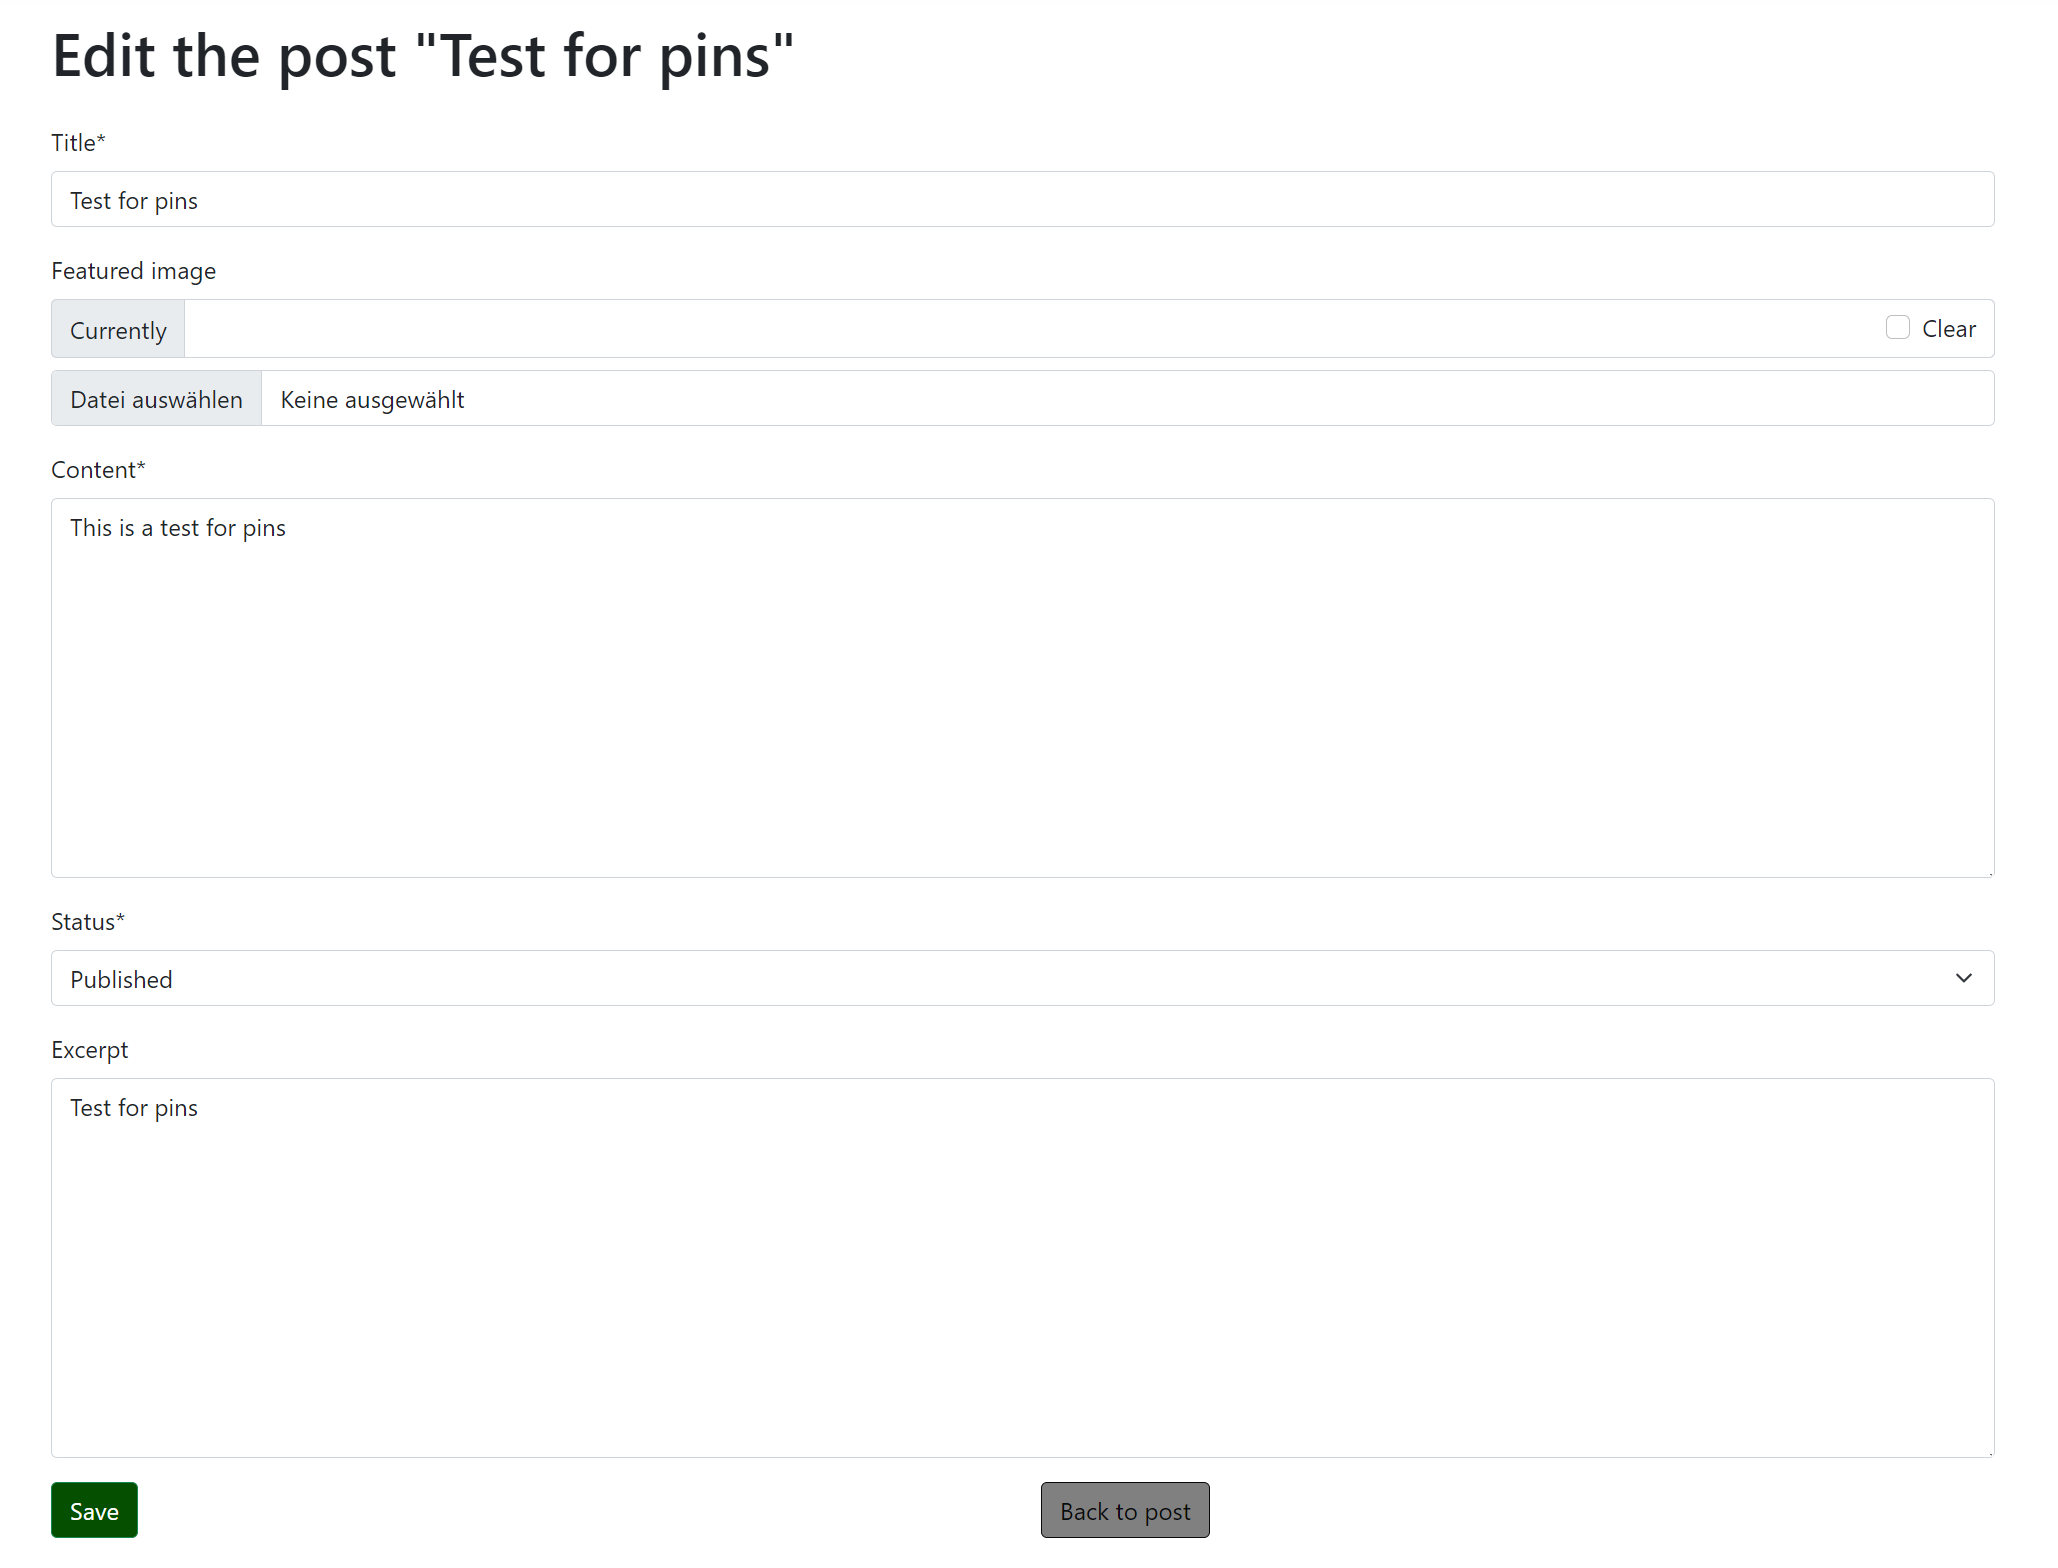 Edit the post "Test for pins"
Title*
Test for pins
Featured image
Currently
Clear
Datei auswählen Keine ausgewählt
Content*
This is a test for pins
Status*
Published
Excerpt
Test for pins
Save
Back to post